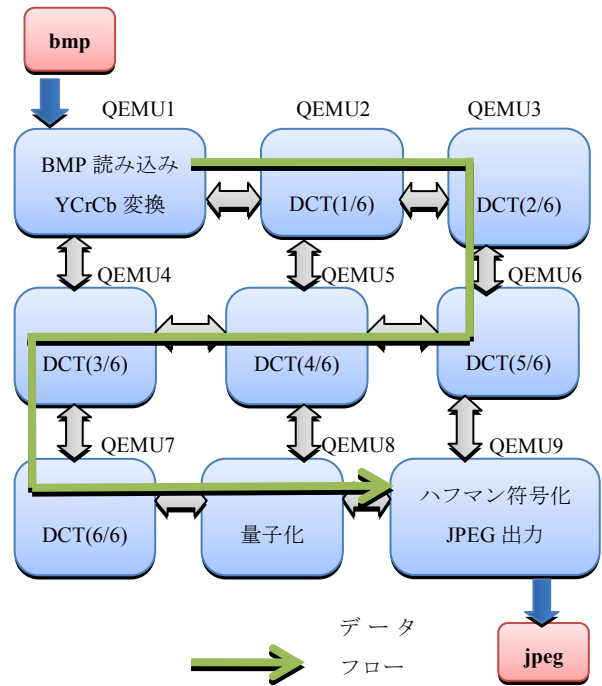 bmp
QEMU1
QEMU2
QEMU3
BMP 読み込み
YCrCb 変換
DCT(1/6)
DCT(2/6)
QEMU4
QEMU5
QEMU6
DCT(3/6)
DCT(4/6)
DCT(5/6)
QEMU7
QEMU8
QEMU9
DCT(6/6)
量子化
ハフマン符号化
JPEG 出力
データ
フロー
jpeg